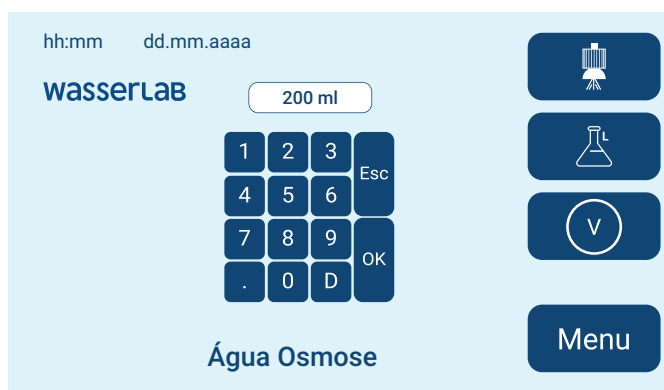 hh:mm dd.mm.aaaa
wasserLab
200 ml
1 2 3 Esc
4 5 6
7 8 9 OK
. 0 D
Água Osmose
L
V
Menu